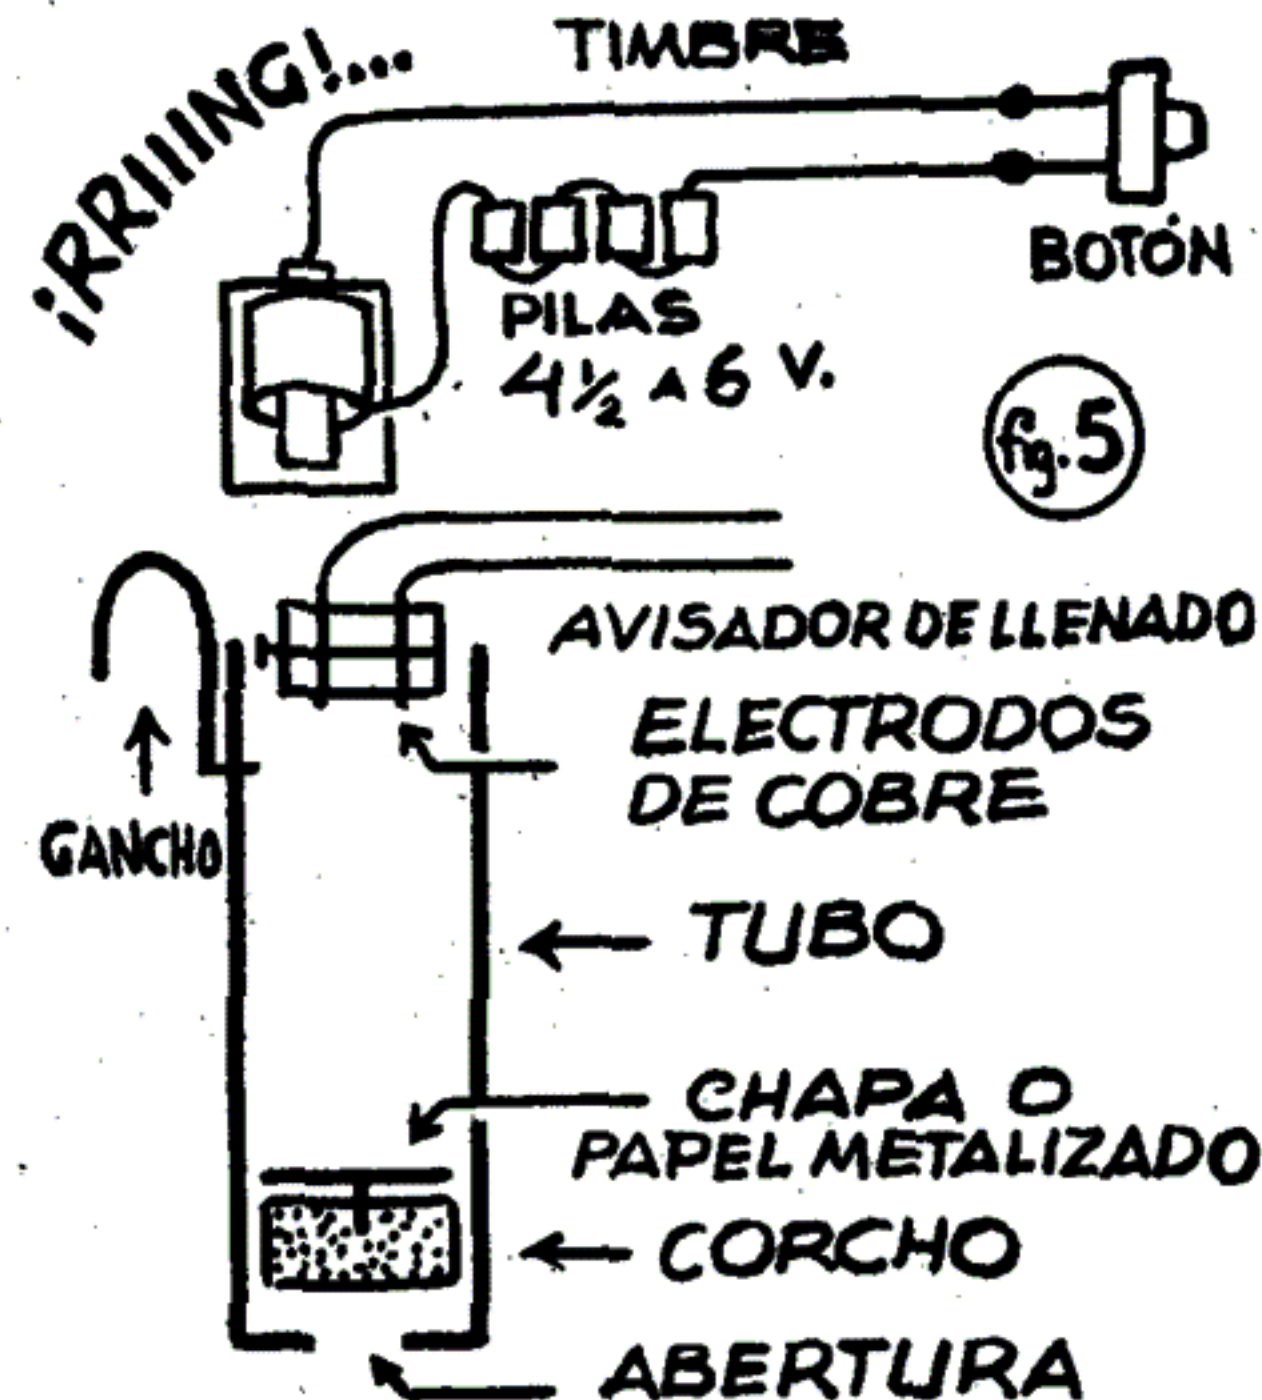 TIMBRE
¡RRIIING!...
BOTÓN
PILAS
4½ A 6 V.
fig. 5
AVISADOR DE LLENADO
ELECTRODOS
DE COBRE
GANCHO
TUBO
CHAPA O
PAPEL METALIZADO
CORCHO
ABERTURA